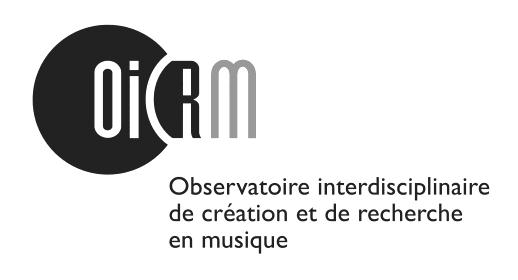 OiCRM
Observatoire interdisciplinaire
de création et de recherche
en musique